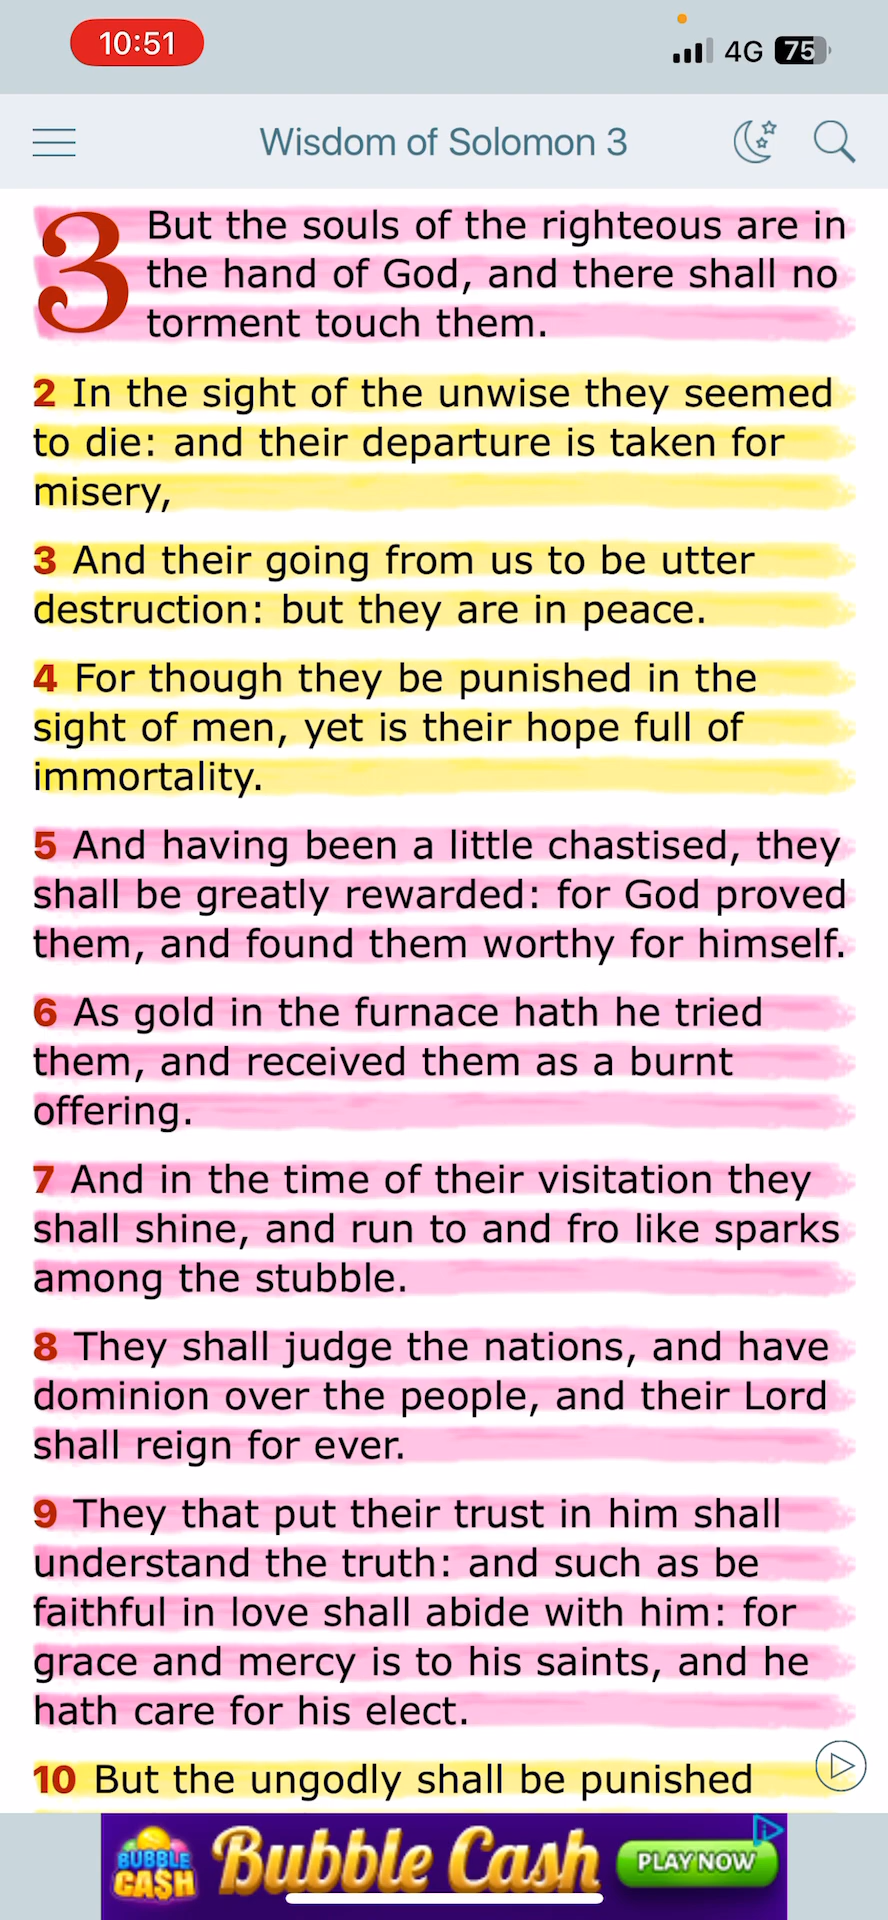 10:51
4G 75
Wisdom of Solomon 3
3 But the souls of the righteous are in
the hand of God, and there shall no
torment touch them.
2 In the sight of the unwise they seemed
to die: and their departure is taken for
misery,
3 And their going from us to be utter
destruction: but they are in peace.
4 For though they be punished in the
sight of men, yet is their hope full of
immortality.
5 And having been a little chastised, they
shall be greatly rewarded: for God proved
them, and found them worthy for himself.
6 As gold in the furnace hath he tried
them, and received them as a burnt
offering.
7 And in the time of their visitation they
shall shine, and run to and fro like sparks
among the stubble.
8 They shall judge the nations, and have
dominion over the people, and their Lord
shall reign for ever.
9 They that put their trust in him shall
understand the truth: and such as be
faithful in love shall abide with him: for
grace and mercy is to his saints, and he
hath care for his elect.
10 But the ungodly shall be punished
BUBBLE
CA$H
Bubble Cash
PLAY NOW